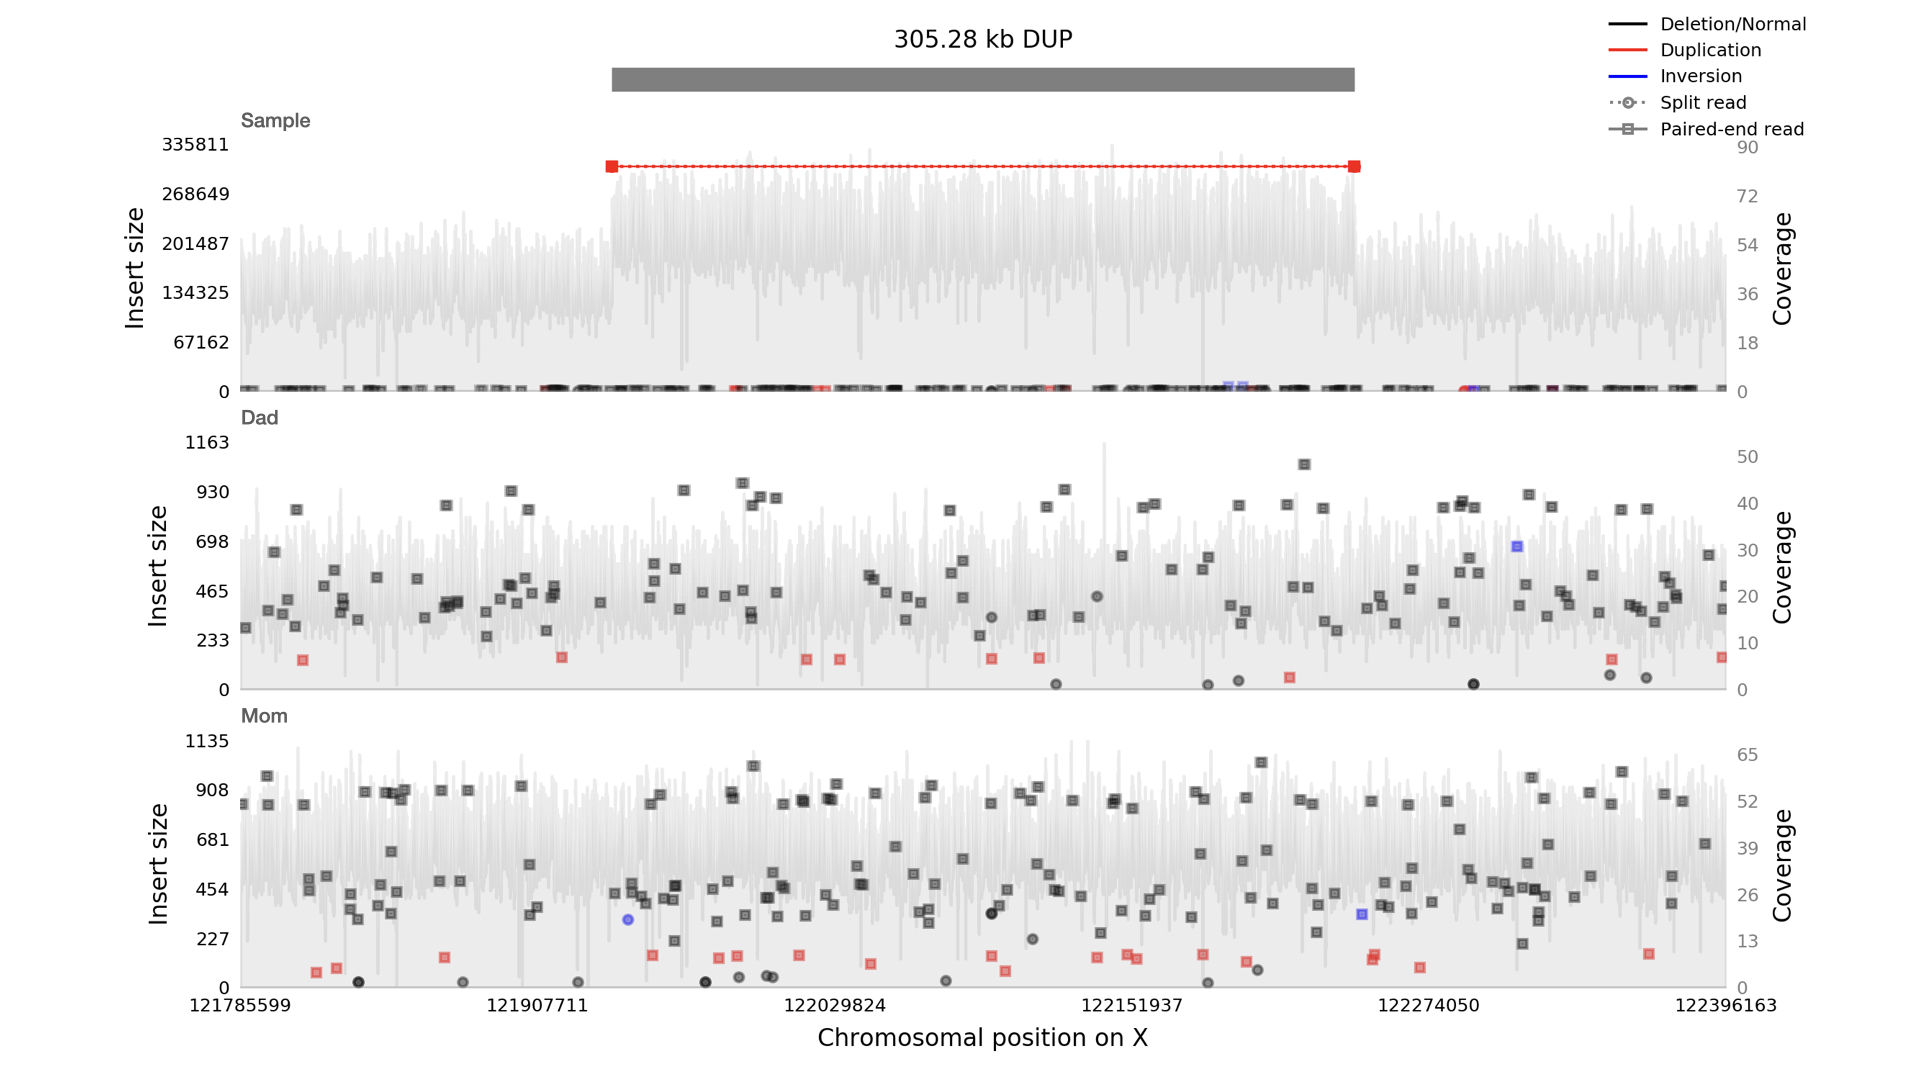 305.28 kb DUP
Deletion/Normal
Duplication
Inversion
Split read
Paired-end read
Sample
335811
268649
201487
134325
67162
0
Insert size
90
72
54
36
18
0
Coverage
Dad
1163
930
698
465
233
0
Insert size
50
40
30
20
10
0
Coverage
Mom
1135
908
681
454
227
0
Insert size
65
52
39
26
13
0
Coverage
121785599 121907711 122029824 122151937 122274050 122396163
Chromosomal position on X